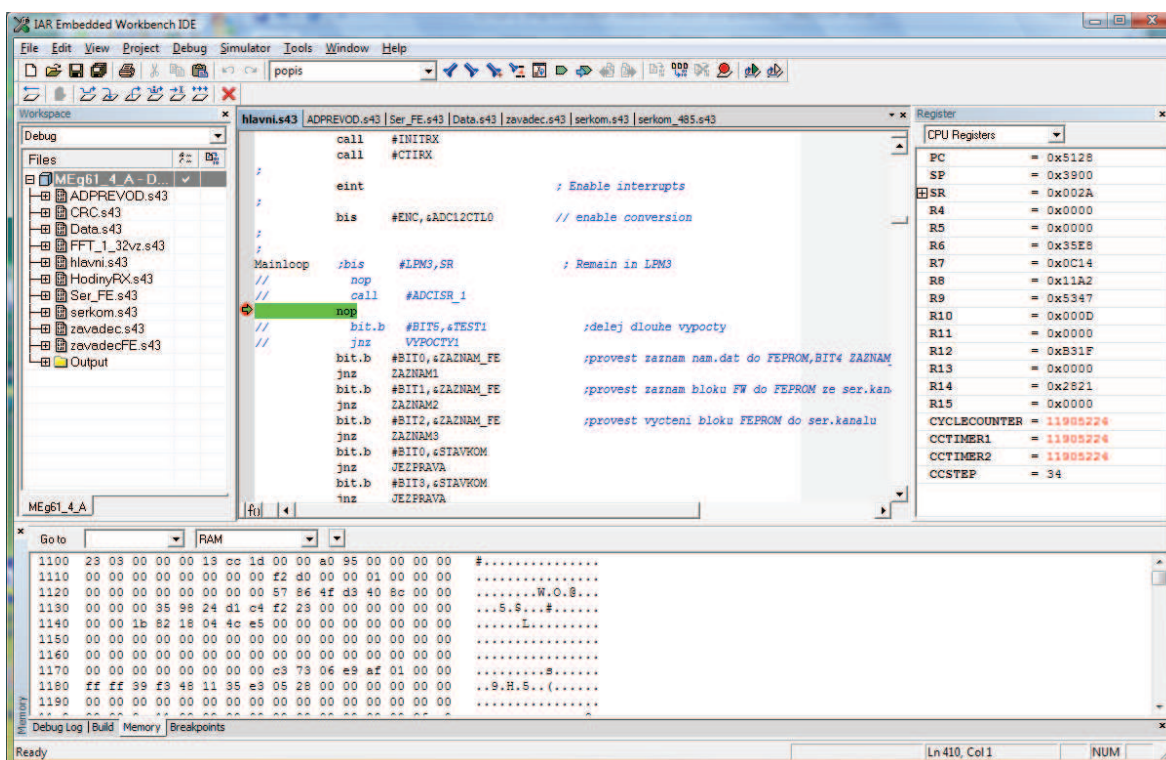 IAR Embedded Workbench IDE
File Edit View Project Debug Simulator Tools Window Help
popis
Workspace
Debug
Files
MEg61_4_A - D...
ADPREVOD.s43
CRC.s43
Data.s43
FFT_1_32vz.s43
hlavni.s43
HodinyRX.s43
Ser_FE.s43
serkom.s43
zavadec.s43
zavadecFE.s43
Output
MEg61_4_A
hlavni.s43 | ADPREVOD.s43 | Ser_FE.s43 | Data.s43 | zavadec.s43 | serkom.s43 | serkom_485.s43
call #INITRX
call #CTIRX
;
eint ; Enable interrupts
;
bis #ENC,&ADC12CTL0 // enable conversion
;
;
Mainloop ;bis #LPM3,SR ; Remain in LPM3
// nop
// call #ADCISR_1
nop
// bit.b #BIT5,&TEST1 ;delej dlouhe vypocty
// jnz VYPOCTY1
bit.b #BIT0,&ZAZNAM_FE ;provest zaznam nam.dat do FEPROM,BIT4 ZAZNAM
jnz ZAZNAM1
bit.b #BIT1,&ZAZNAM_FE ;provest zaznam bloku FW do FEPROM ze ser.kan
jnz ZAZNAM2
bit.b #BIT2,&ZAZNAM_FE ;provest vycteni bloku FEPROM do ser.kanalu
jnz ZAZNAM3
bit.b #BIT0,&STAVKOM
jnz JEZPRAVA
bit.b #BIT3,&STAVKOM
jnz JEZPRAVA
Register
CPU Registers
PC = 0x5128
SP = 0x3900
SR = 0x002A
R4 = 0x0000
R5 = 0x0000
R6 = 0x35E8
R7 = 0x0C14
R8 = 0x11A2
R9 = 0x5347
R10 = 0x000D
R11 = 0x0000
R12 = 0xB31F
R13 = 0x0000
R14 = 0x2821
R15 = 0x0000
CYCLECOUNTER = 11905224
CCTIMER1 = 11905224
CCTIMER2 = 11905224
CCSTEP = 34
Go to RAM
1100 23 03 00 00 00 13 cc 1d 00 00 a0 95 00 00 00 00 #...............
1110 00 00 00 00 00 00 00 00 f2 d0 00 00 01 00 00 00 ................
1120 00 00 00 00 00 00 00 00 57 86 4f d3 40 8c 00 00 ........W.O.@...
1130 00 00 00 35 98 24 d1 c4 f2 23 00 00 00 00 00 00 ...5.$...#......
1140 00 00 1b 82 18 04 4c e5 00 00 00 00 00 00 00 00 ......L.........
1150 00 00 00 00 00 00 00 00 00 00 00 00 00 00 00 00 ................
1160 00 00 00 00 00 00 00 00 00 00 00 00 00 00 00 00 ................
1170 00 00 00 00 00 00 00 00 c3 73 06 e9 af 01 00 00 .........s......
1180 ff ff 39 f3 48 11 35 e3 05 28 00 00 00 00 00 00 ..9.H.5..(......
1190 00 00 00 00 00 00 00 00 00 00 00 00 00 00 00 00 ................
Memory
Debug Log | Build | Memory | Breakpoints
Ready Ln 410, Col 1 NUM